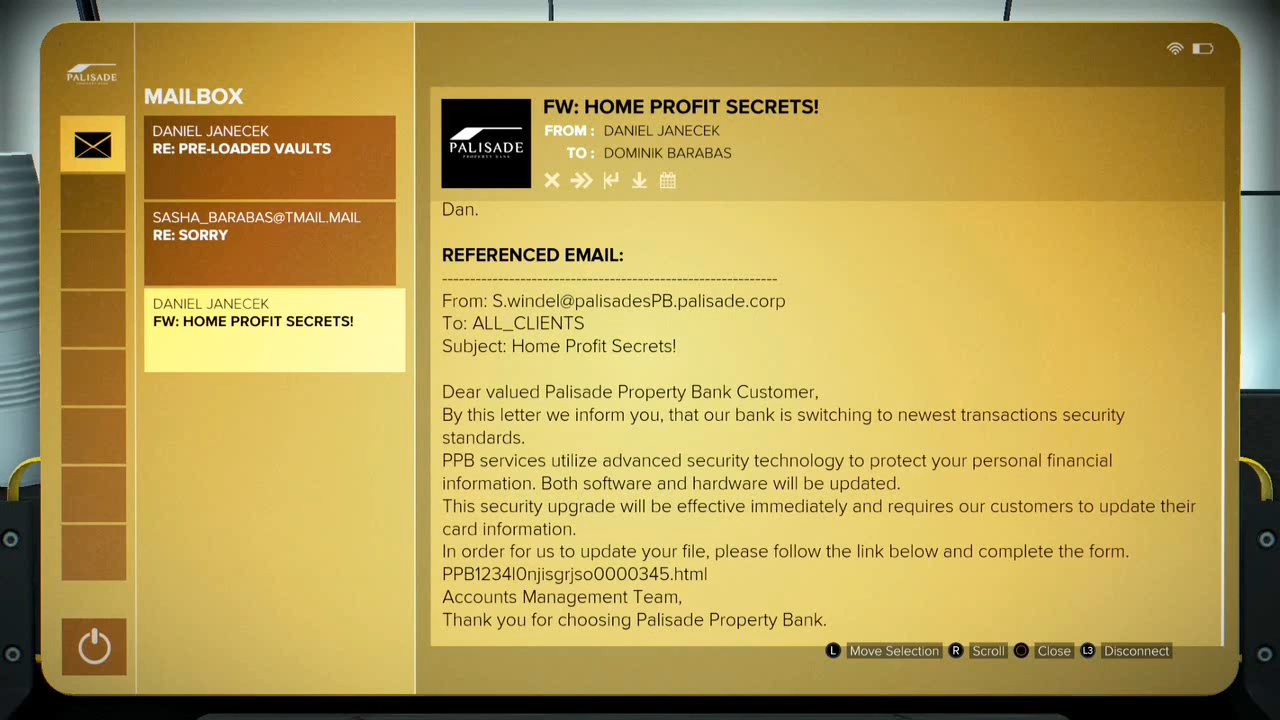 PALISADE
MAILBOX
DANIEL JANECEK
RE: PRE-LOADED VAULTS
SASHA_BARABAS@TMAIL.MAIL
RE: SORRY
DANIEL JANECEK
FW: HOME PROFIT SECRETS!
PALISADE
PROPERTY BANK
FW: HOME PROFIT SECRETS!
FROM : DANIEL JANECEK
TO : DOMINIK BARABAS
Dan.
REFERENCED EMAIL:
------------------------------------------------------------
From: S.windel@palisadesPB.palisade.corp
To: ALL_CLIENTS
Subject: Home Profit Secrets!
Dear valued Palisade Property Bank Customer,
By this letter we inform you, that our bank is switching to newest transactions security
standards.
PPB services utilize advanced security technology to protect your personal financial
information. Both software and hardware will be updated.
This security upgrade will be effective immediately and requires our customers to update their
card information.
In order for us to update your file, please follow the link below and complete the form.
PPB1234l0njisgrjso0000345.html
Accounts Management Team,
Thank you for choosing Palisade Property Bank.
L Move Selection R Scroll Close L3 Disconnect